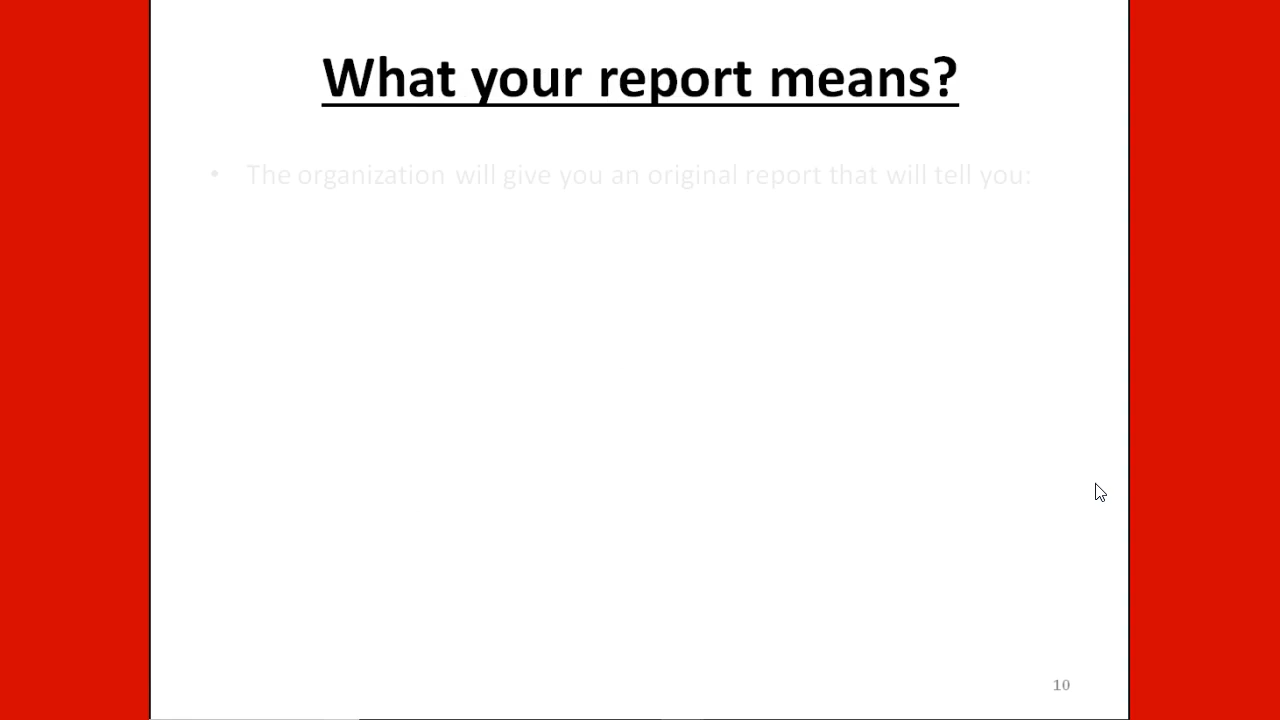 What your report means?
• The organization will give you an original report that will tell you:
10